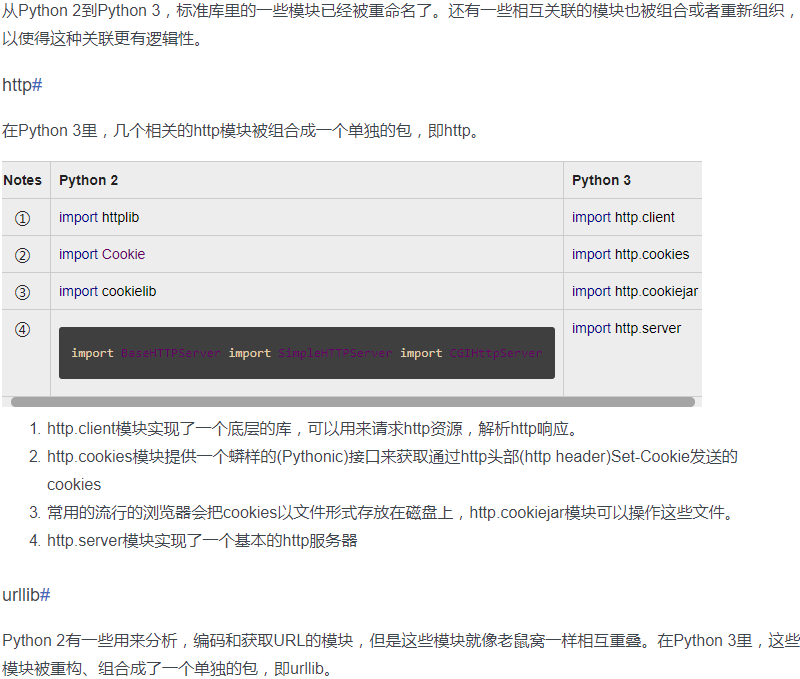 从Python 2到Python 3，标准库里的一些模块已经被重命名了。还有一些相互关联的模块也被组合或者重新组织，
以使得这种关联更有逻辑性。
http#
在Python 3里，几个相关的http模块被组合成一个单独的包，即http。
Notes Python 2 Python 3
① import httplib import http.client
② import Cookie import http.cookies
③ import cookielib import http.cookiejar
④ import BaseHTTPServer import SimpleHTTPServer import CGIHttpServer import http.server
1. http.client模块实现了一个底层的库，可以用来请求http资源，解析http响应。
2. http.cookies模块提供一个蟒样的(Pythonic)接口来获取通过http头部(http header)Set-Cookie发送的
cookies
3. 常用的流行的浏览器会把cookies以文件形式存放在磁盘上，http.cookiejar模块可以操作这些文件。
4. http.server模块实现了一个基本的http服务器
urllib#
Python 2有一些用来分析，编码和获取URL的模块，但是这些模块就像老鼠窝一样相互重叠。在Python 3里，这些
模块被重构、组合成了一个单独的包，即urllib。